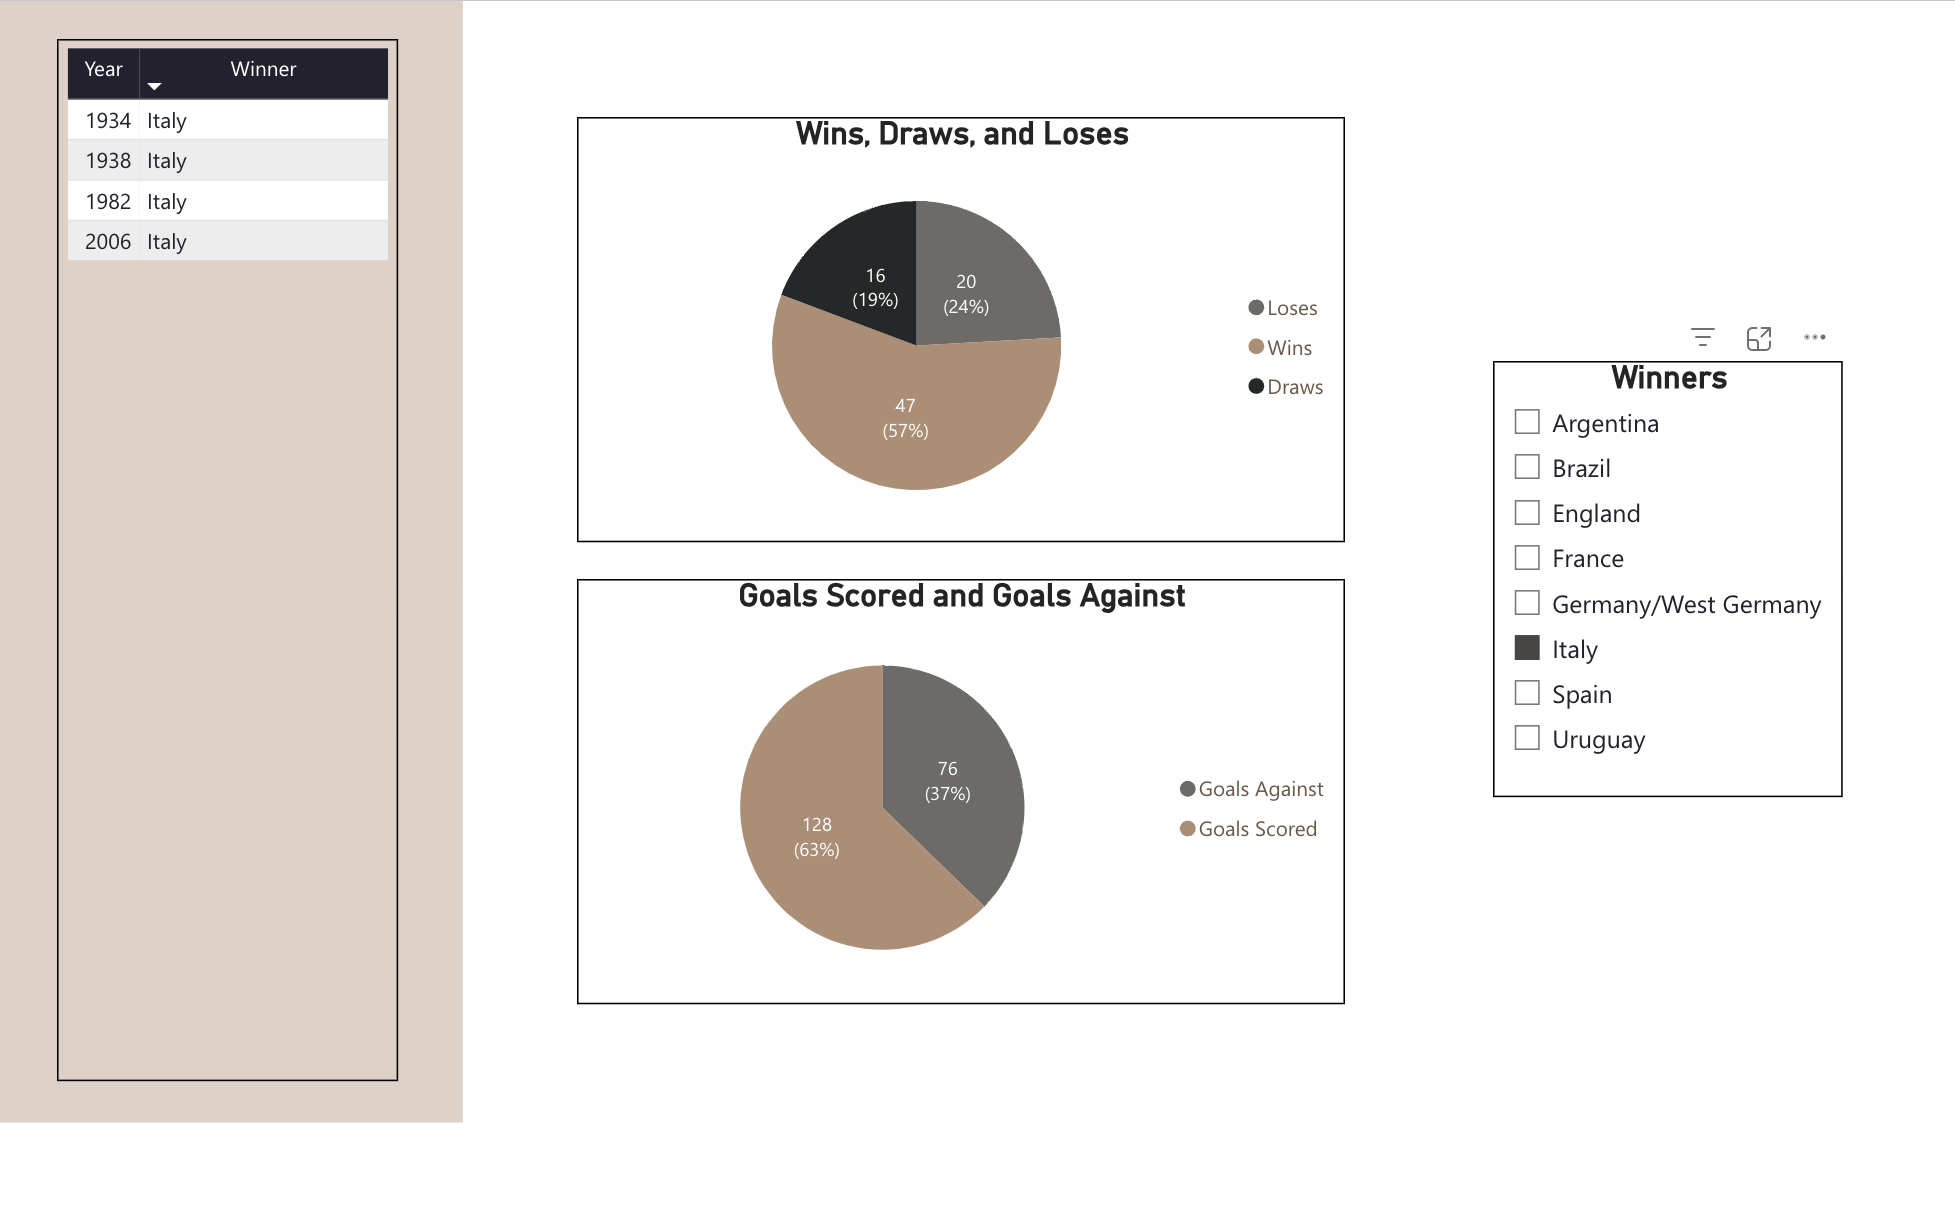 Year Winner
1934 Italy
1938 Italy
1982 Italy
2006 Italy
Wins, Draws, and Loses
16
(19%)
20
(24%)
47
(57%)
Loses
Wins
Draws
Goals Scored and Goals Against
76
(37%)
128
(63%)
Goals Against
Goals Scored
Winners
Argentina
Brazil
England
France
Germany/West Germany
Italy
Spain
Uruguay